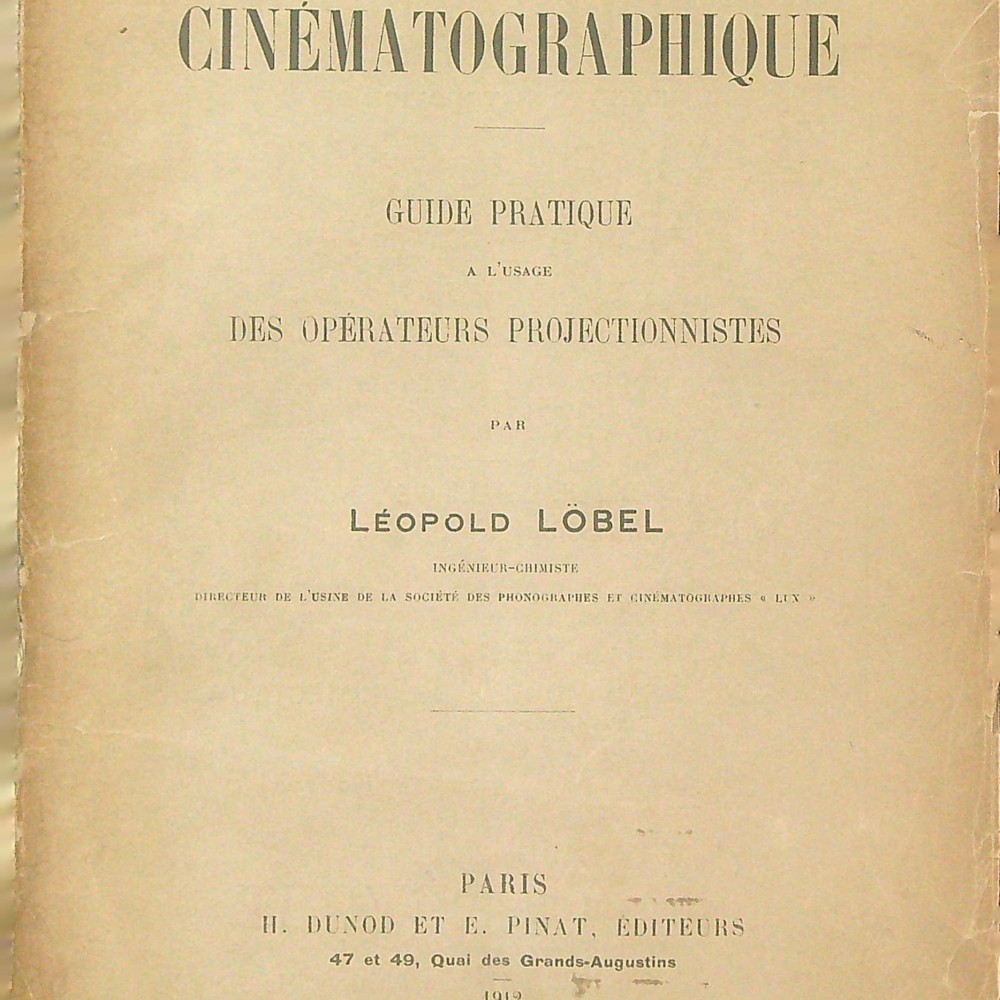 CINÉMATOGRAPHIQUE
GUIDE PRATIQUE
A L'USAGE
DES OPÉRATEURS PROJECTIONNISTES
PAR
LÉOPOLD LÖBEL
INGÉNIEUR-CHIMISTE
DIRECTEUR DE L'USINE DE LA SOCIÉTÉ DES PHONOGRAPHES ET CINÉMATOGRAPHES « LUX »
PARIS
H. DUNOD ET E. PINAT, ÉDITEURS
47 et 49, Quai des Grands-Augustins
1912